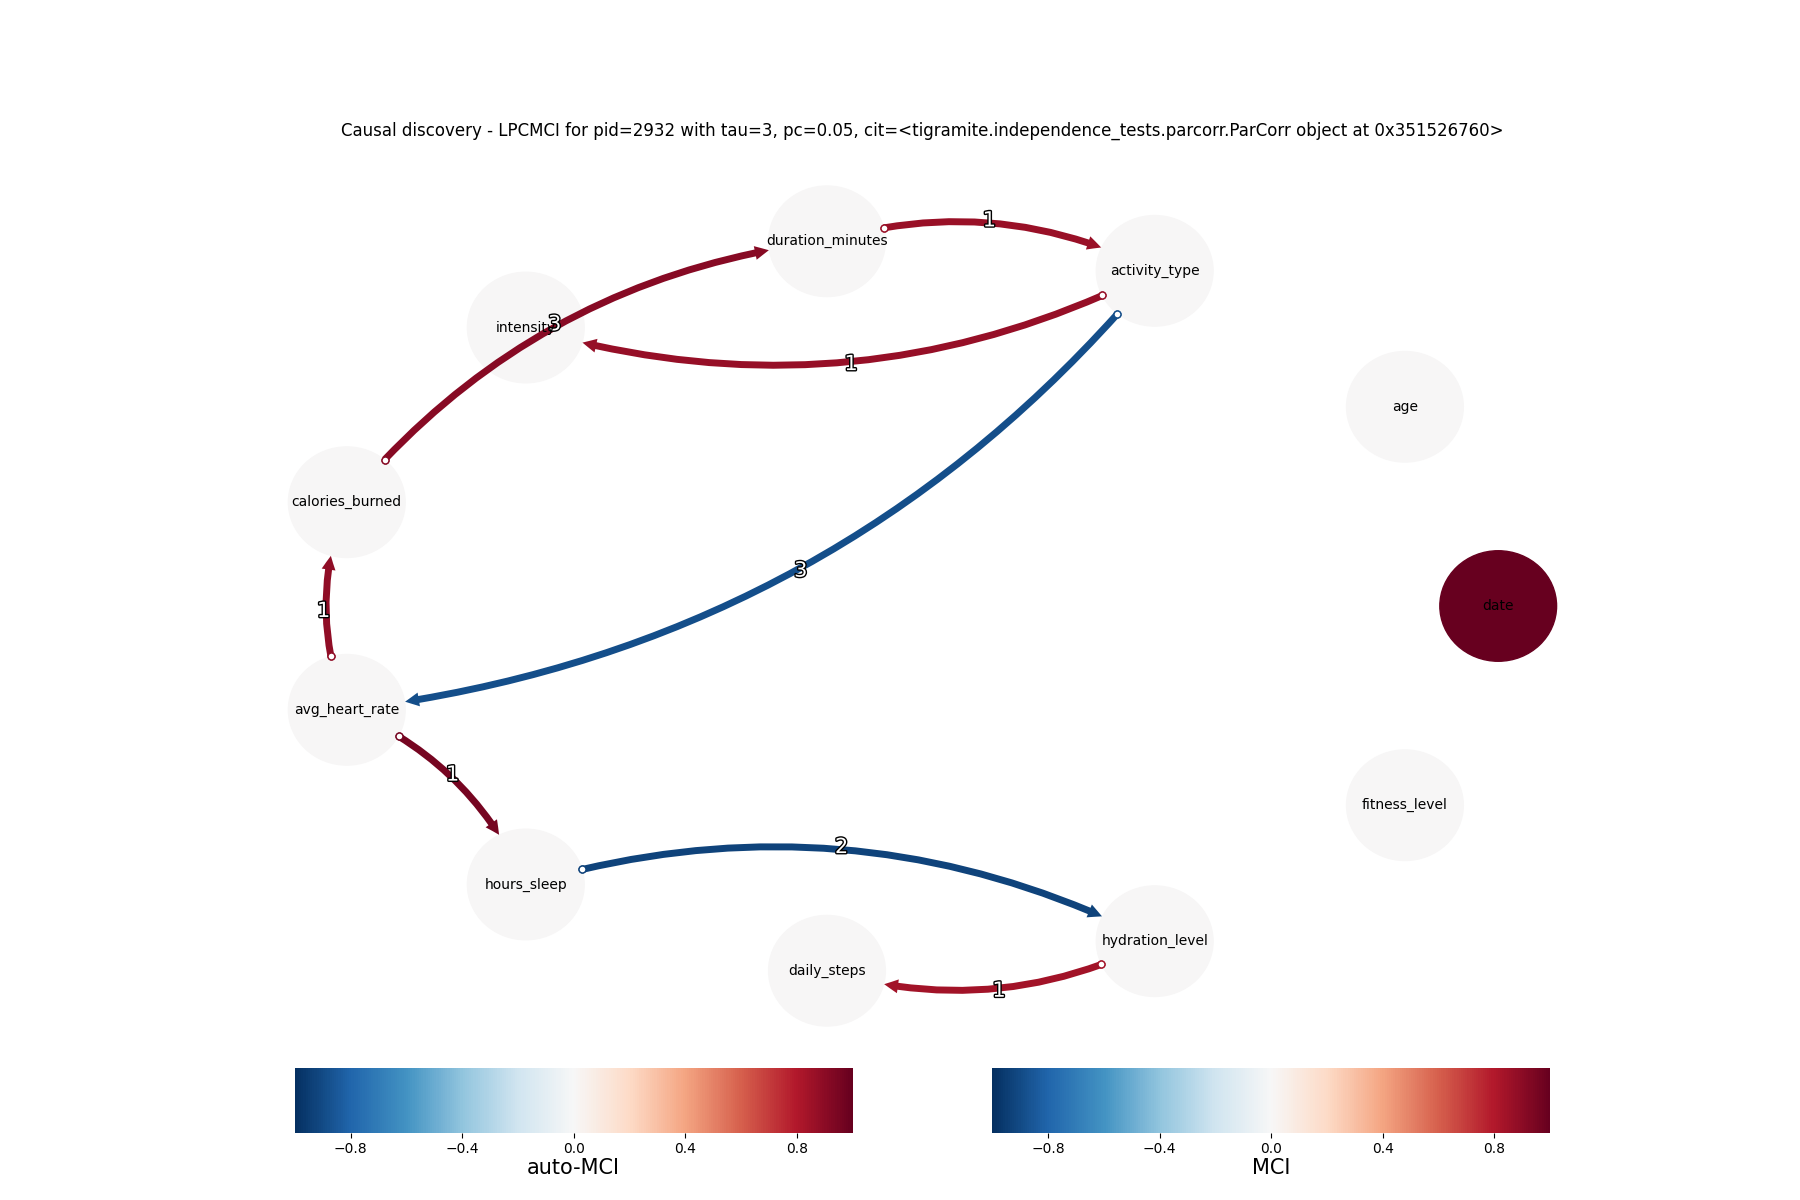 Causal discovery - LPCMCI for pid=2932 with tau=3, pc=0.05, cit=<tigramite.independence_tests.parcorr.ParCorr object at 0x351526760>
1
duration_minutes
activity_type
3
intensity
1
age
calories_burned
3
date
1
avg_heart_rate
1
fitness_level
2
hours_sleep
hydration_level
daily_steps
1
−0.8 −0.4 0.0 0.4 0.8
auto-MCI
−0.8 −0.4 0.0 0.4 0.8
MCI